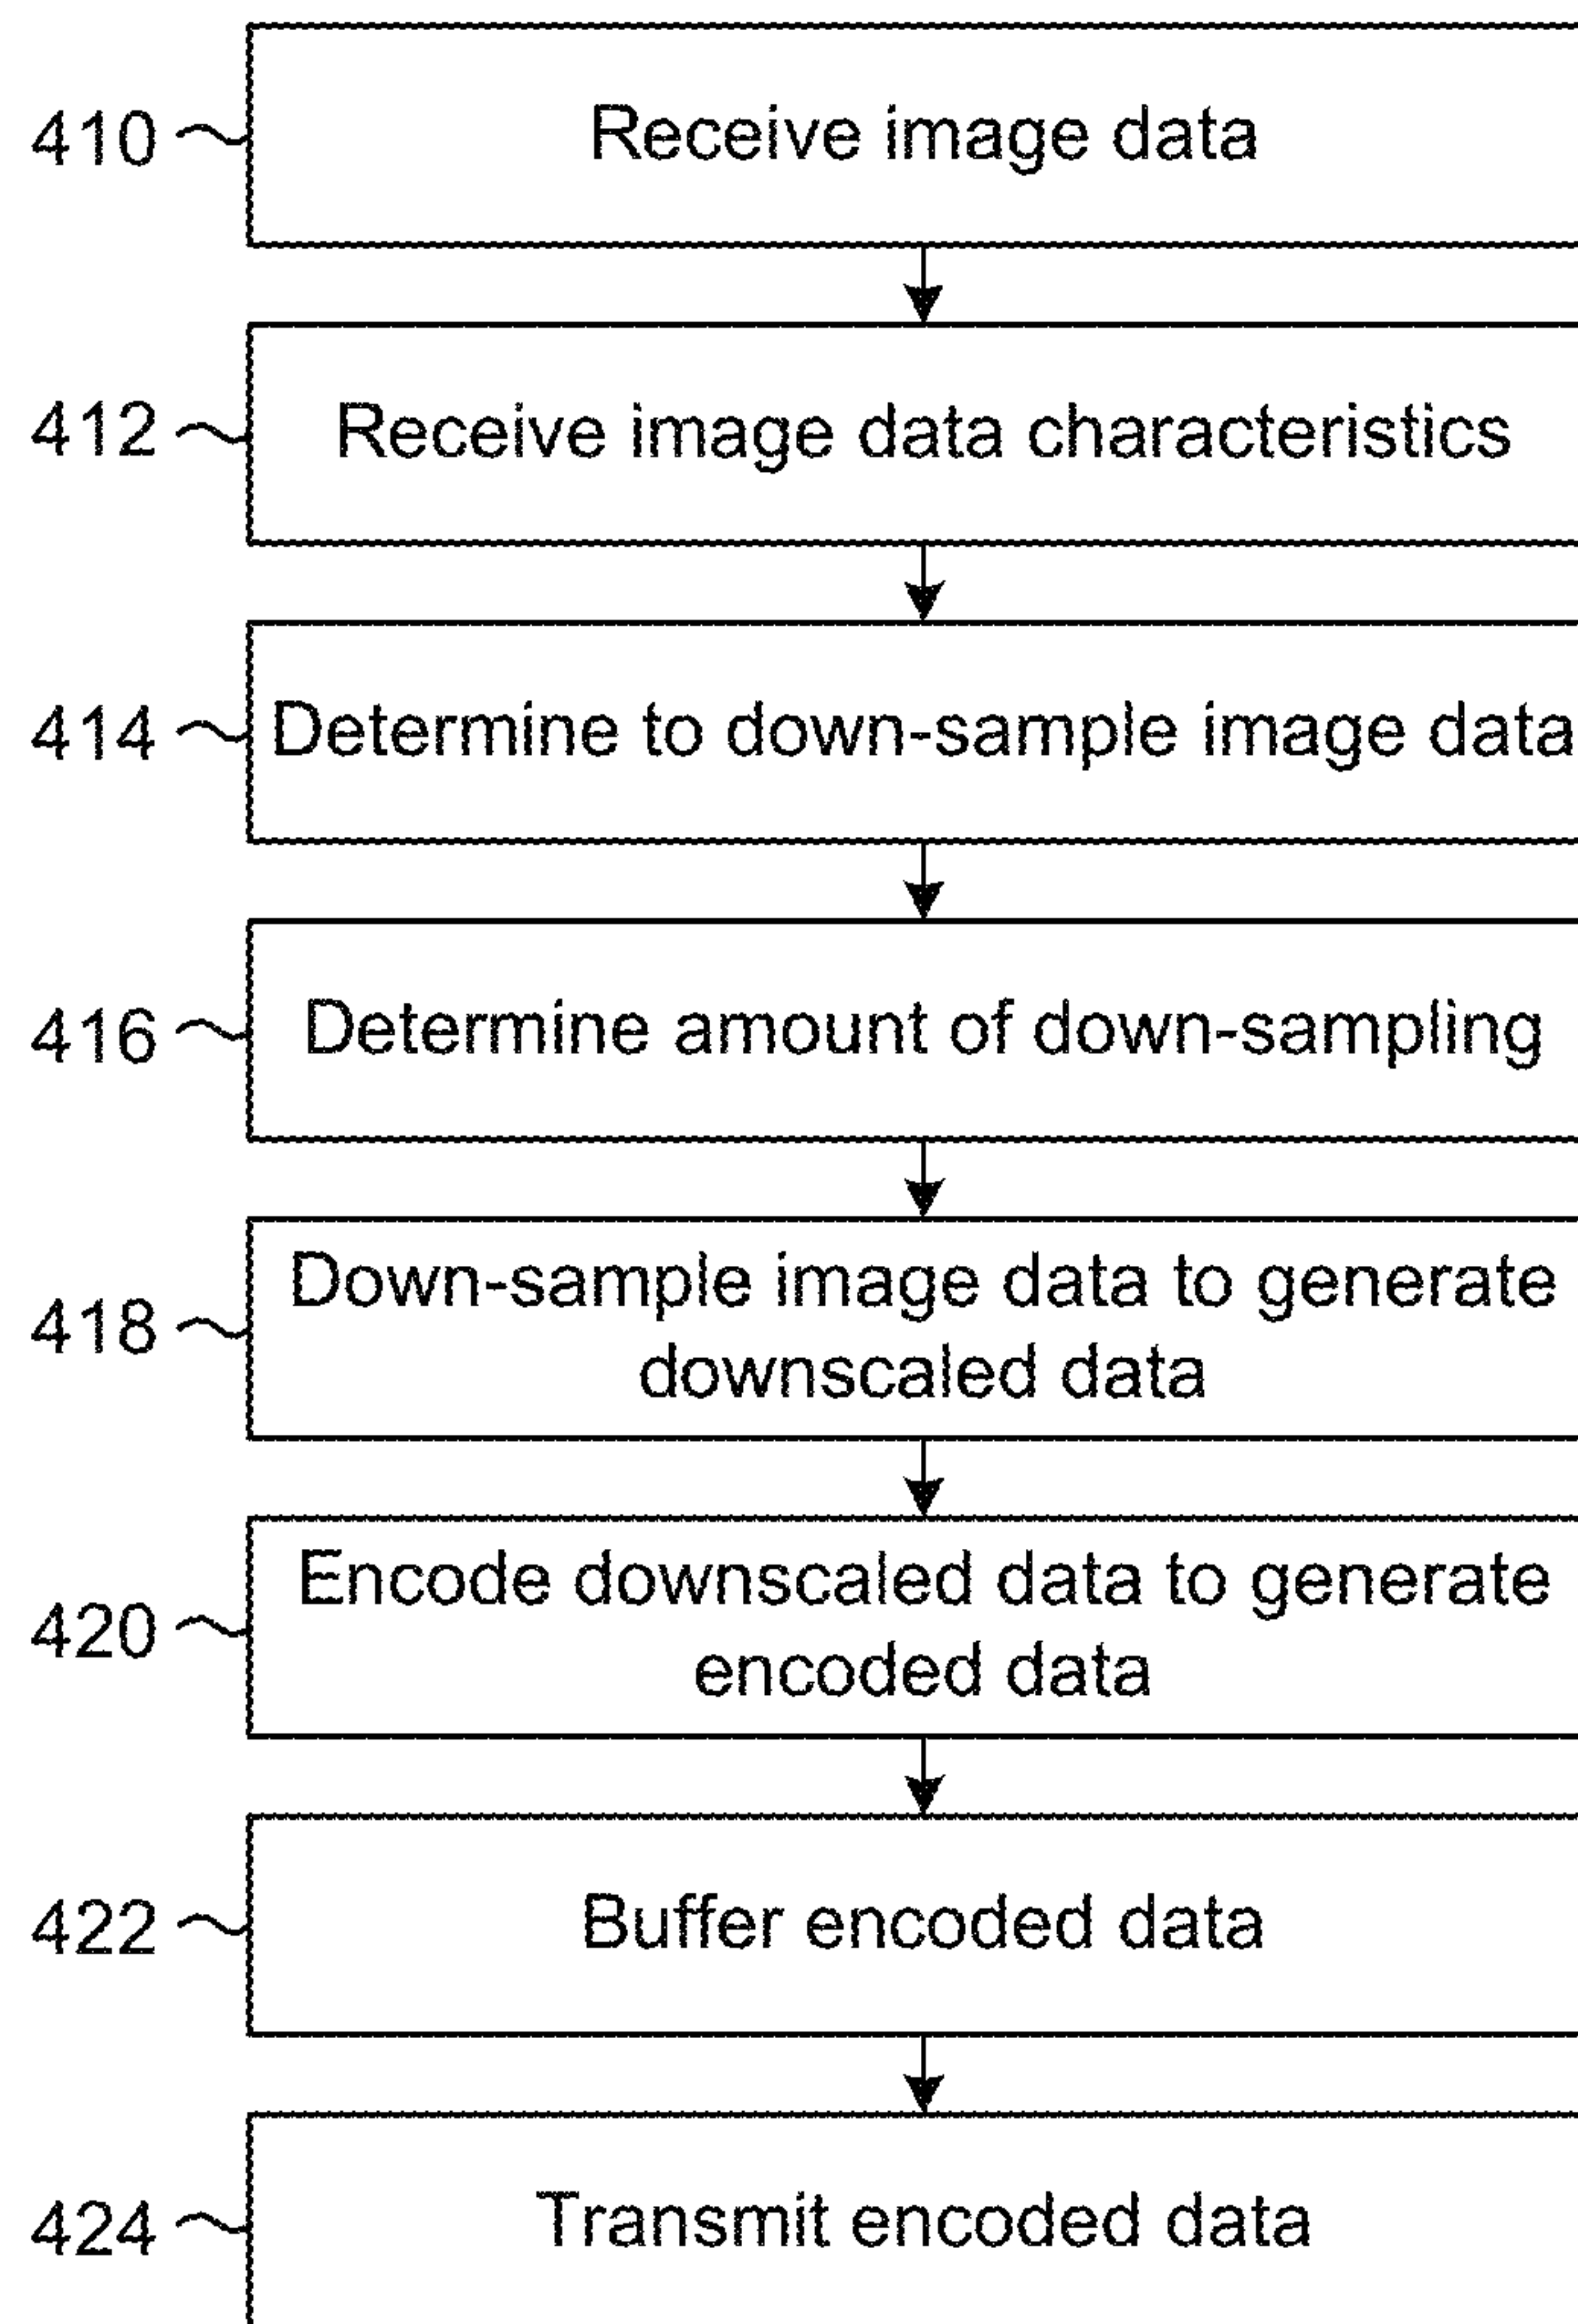 410 Receive image data
412 Receive image data characteristics
414 Determine to down-sample image data
416 Determine amount of down-sampling
418 Down-sample image data to generate
downscaled data
420 Encode downscaled data to generate
encoded data
422 Buffer encoded data
424 Transmit encoded data